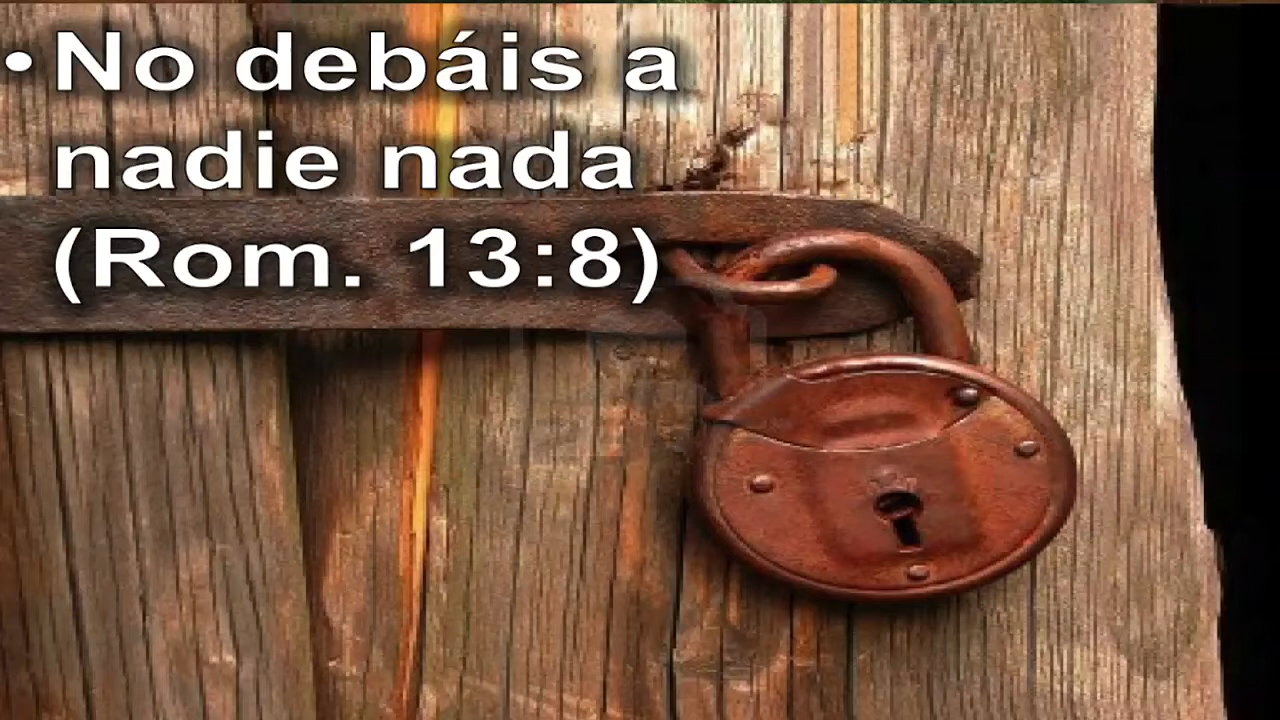 • No debáis a
nadie nada
(Rom. 13:8)